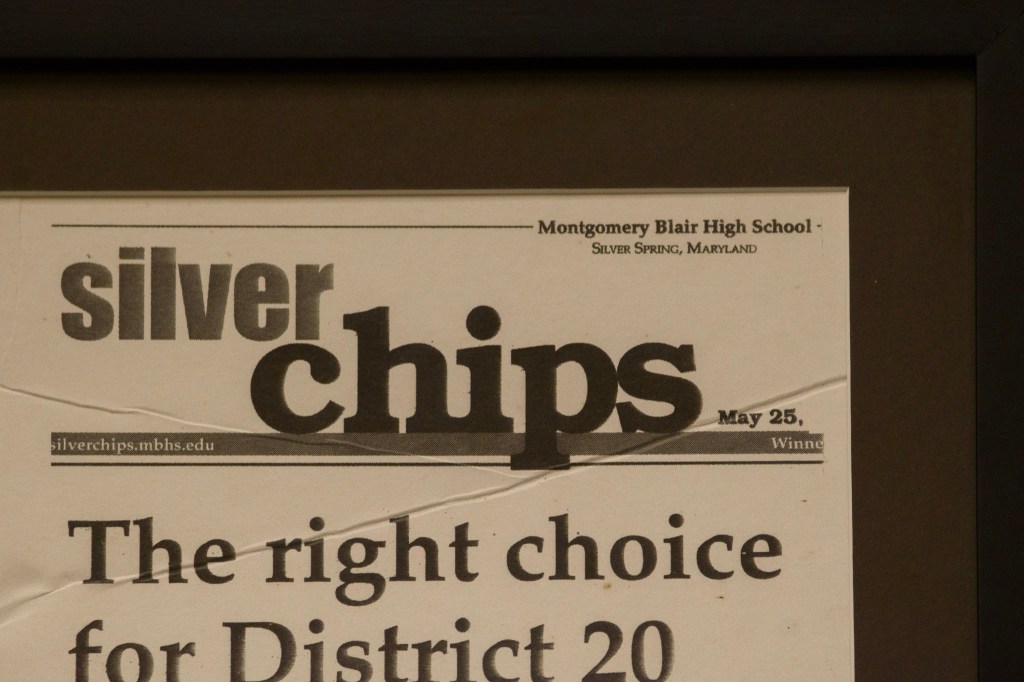 Montgomery Blair High School
Silver Spring, Maryland
silver
chips
May 25,
silverchips.mbhs.edu Winne
The right choice
for District 20